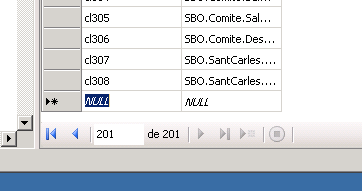 cl305 SBO.Comite.Sal...
cl306 SBO.Comite.Des...
cl307 SBO.SantCarles....
cl308 SBO.SantCarles....
NULL NULL
201 de 201